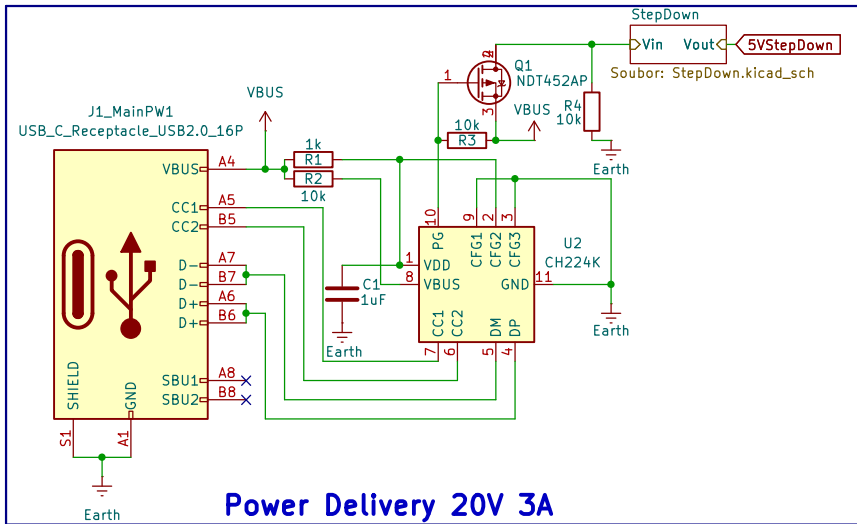 StepDown
Vin Vout
5VStepDown
Soubor: StepDown.kicad_sch
Q1
NDT452AP
1
2
3
VBUS
R4
10k
Earth
10k
R3
VBUS
J1_MainPW1
USB_C_Receptacle_USB2.0_16P
1k
R1
R2
10k
VBUS A4
CC1 A5
CC2 B5
D- A7
D- B7
D+ A6
D+ B6
SBU1 A8
SBU2 B8
SHIELD
GND
S1
A1
Earth
C1
1uF
Earth
10
9
2
3
PG
CFG1
CFG2
CFG3
1 VDD
8 VBUS
GND 11
U2
CH224K
Earth
CC1
CC2
DM
DP
7
6
5
4
Power Delivery 20V 3A